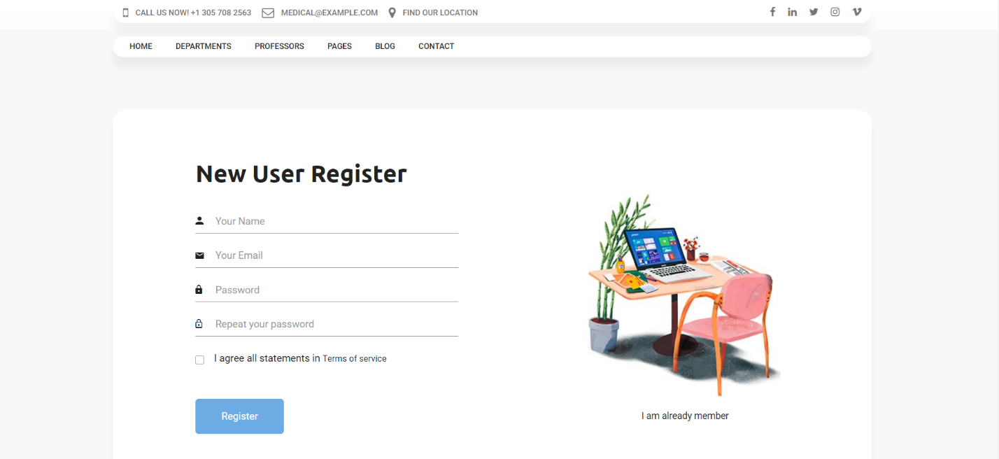 CALL US NOW! +1 305 708 2563 MEDICAL@EXAMPLE.COM FIND OUR LOCATION
HOME DEPARTMENTS PROFESSORS PAGES BLOG CONTACT
New User Register
Your Name
Your Email
Password
Repeat your password
I agree all statements in Terms of service
Register
I am already member